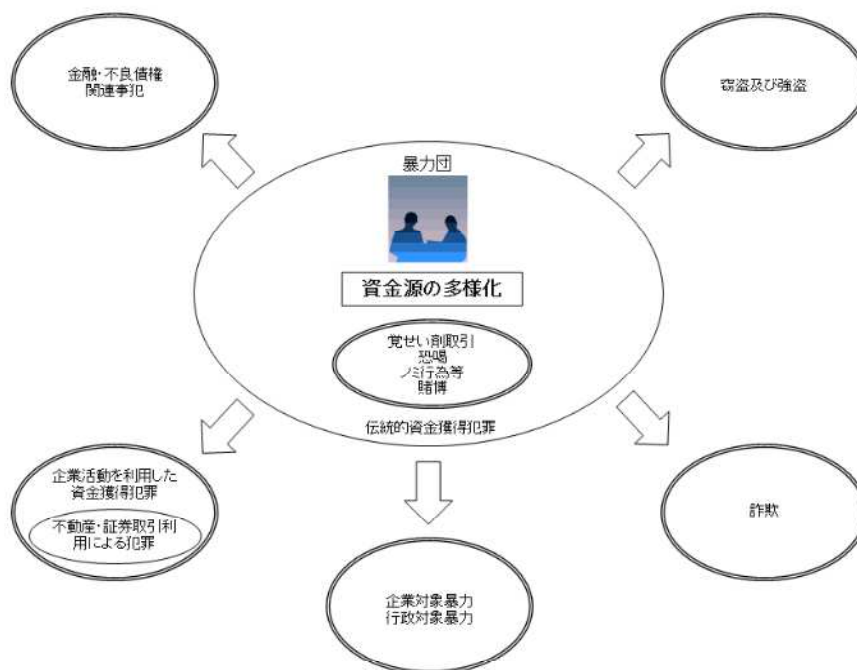 金融・不良債権
関連事犯
窃盗及び強盗
暴力団
資金源の多様化
覚せい剤取引
恐喝
ノミ行為等
賭博
伝統的資金獲得犯罪
企業活動を利用した
資金獲得犯罪
不動産・証券取引利
用による犯罪
詐欺
企業対象暴力
行政対象暴力